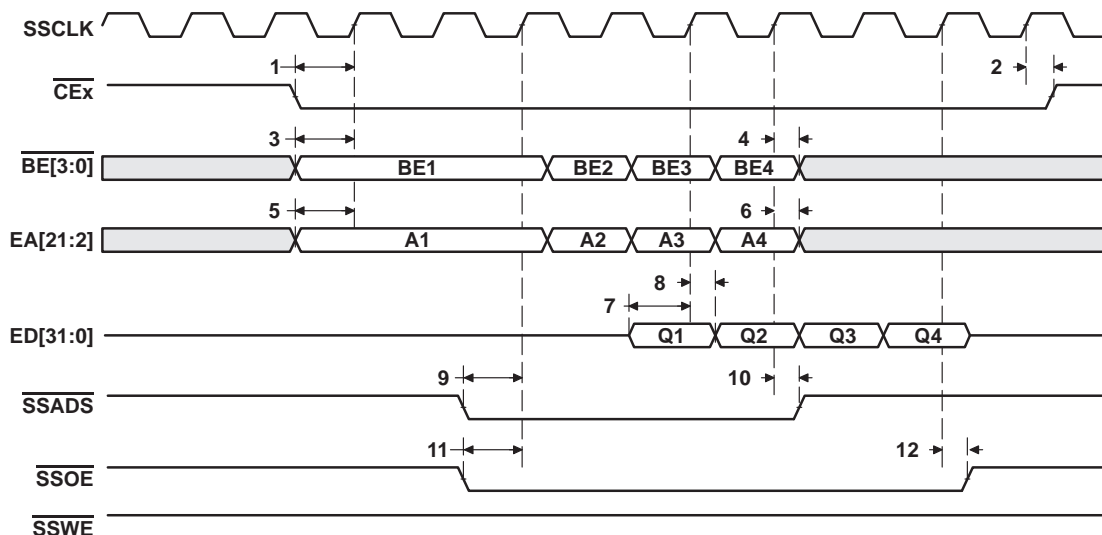 SSCLK
1
2
CEx
3
4
BE[3:0]
BE1 BE2 BE3 BE4
5
6
EA[21:2]
A1 A2 A3 A4
8
7
ED[31:0]
Q1 Q2 Q3 Q4
9
10
SSADS
11
12
SSOE
SSWE